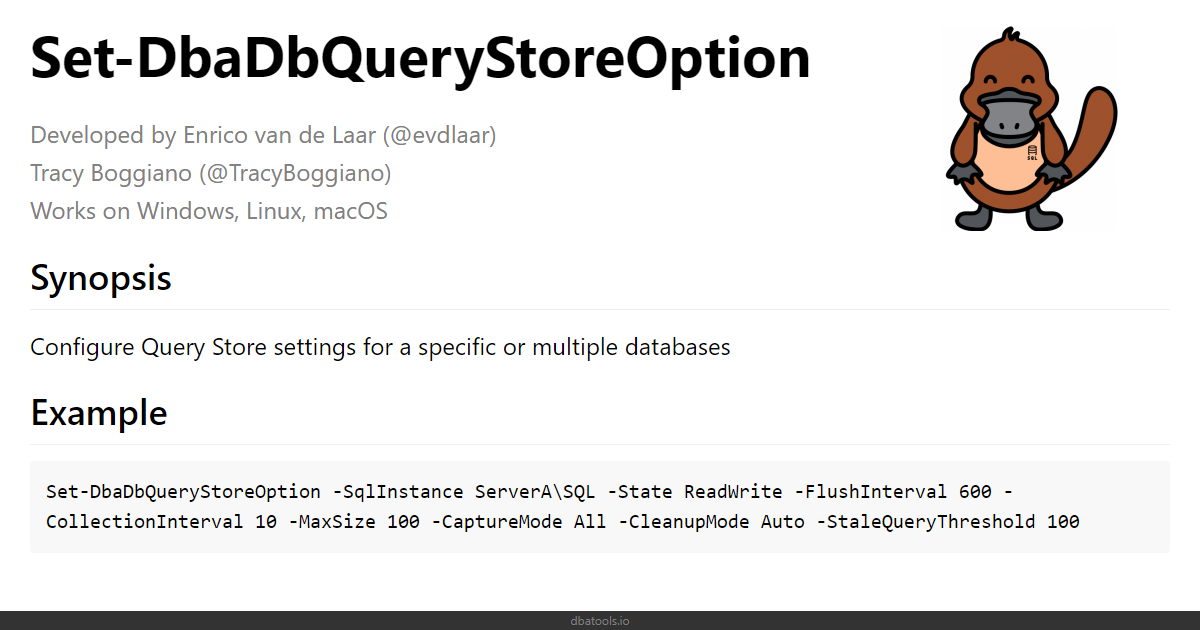 Set-DbaDbQueryStoreOption
Developed by Enrico van de Laar (@evdlaar)
Tracy Boggiano (@TracyBoggiano)
Works on Windows, Linux, macOS
SQL
Synopsis
Configure Query Store settings for a specific or multiple databases
Example
Set-DbaDbQueryStoreOption -SqlInstance ServerA\SQL -State ReadWrite -FlushInterval 600 -
CollectionInterval 10 -MaxSize 100 -CaptureMode All -CleanupMode Auto -StaleQueryThreshold 100
dbatools.io